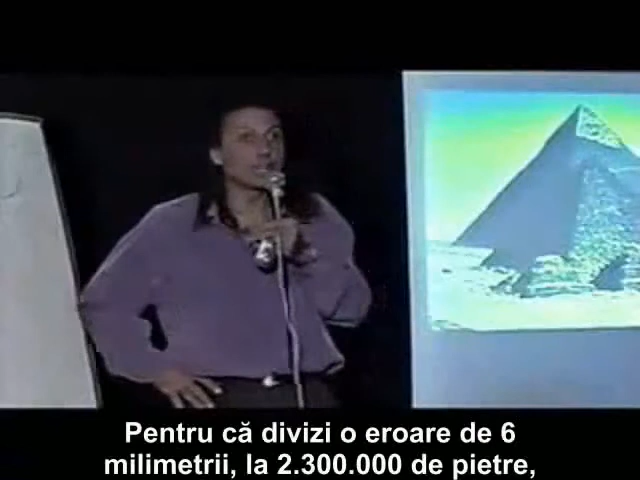 Pentru că divizi o eroare de 6
milimetrii, la 2.300.000 de pietre,